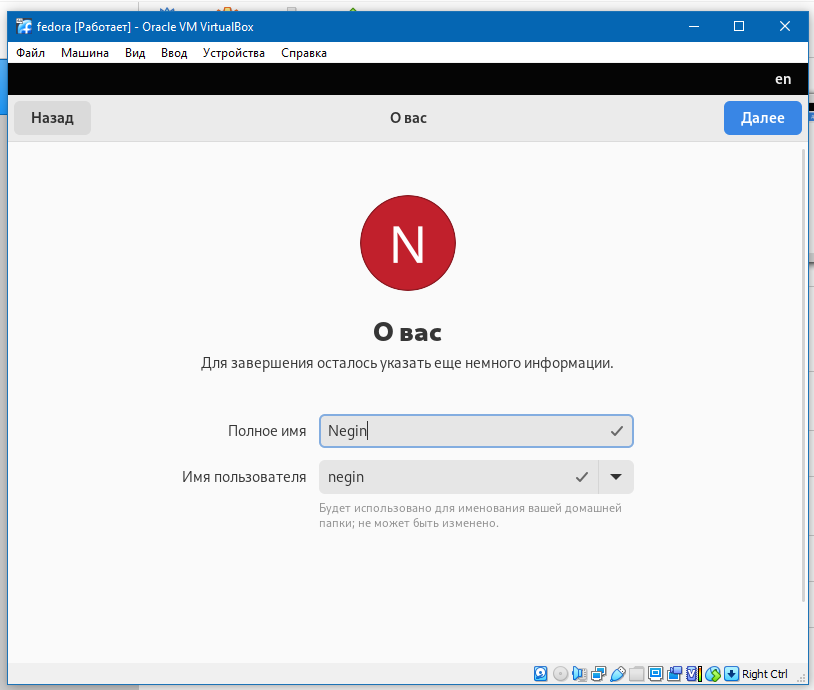 fedora [Работает] - Oracle VM VirtualBox
Файл Машина Вид Ввод Устройства Справка
en
Назад О вас Далее
N
О вас
Для завершения осталось указать еще немного информации.
Полное имя Negin
Имя пользователя negin
Будет использовано для именования вашей домашней
папки; не может быть изменено.
Right Ctrl